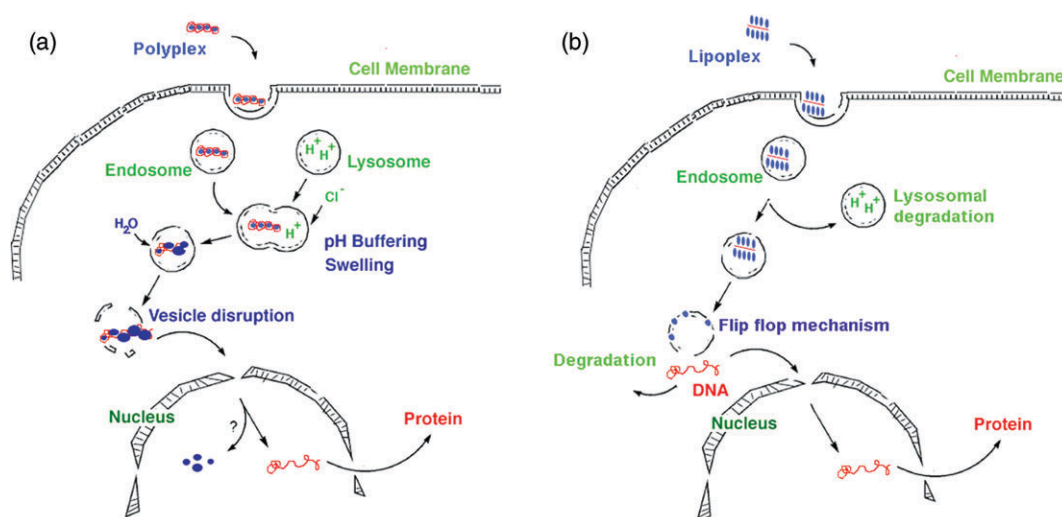 (a)
Polyplex
Cell Membrane
Endosome
H+
H+
Lysosome
Cl-
H+
H2O
pH Buffering
Swelling
Vesicle disruption
Nucleus
?
Protein
(b)
Lipoplex
Cell Membrane
Endosome
H+
H+
Lysosomal
degradation
Flip flop mechanism
Degradation
DNA
Nucleus
Protein